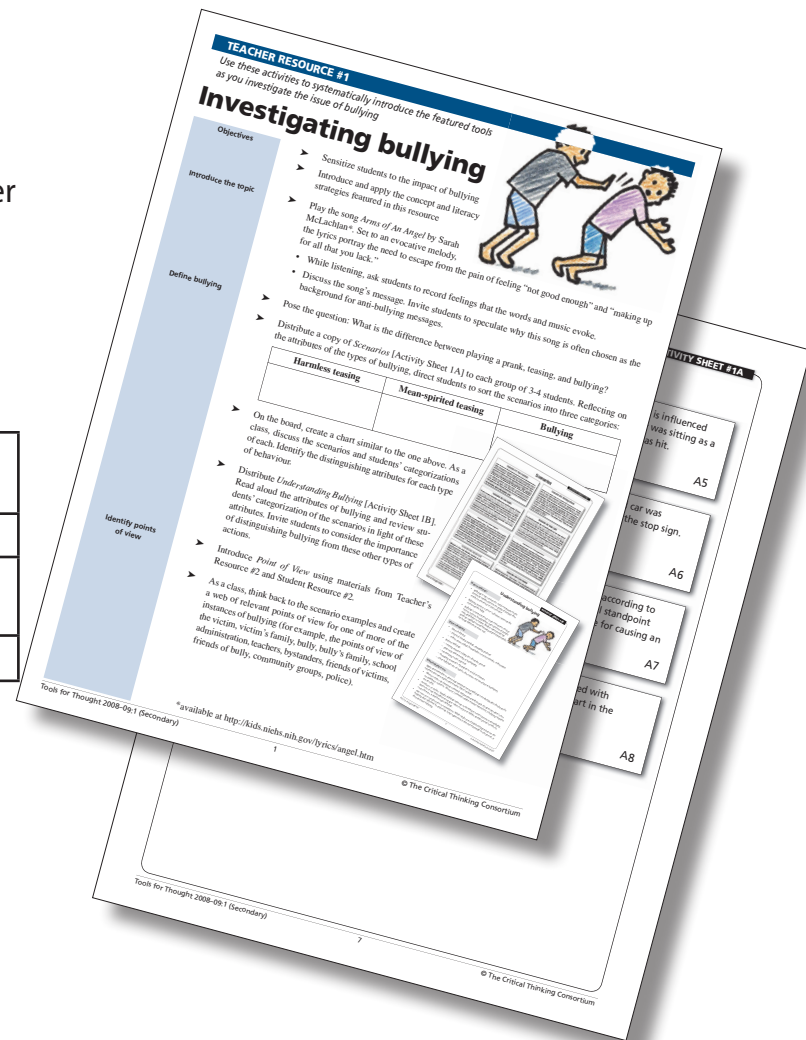 er
TEACHER RESOURCE #1
Use these activities to systematically introduce the featured tools
as you investigate the issue of bullying
Investigating bullying
Objectives
➤ Sensitize students to the impact of bullying
➤ Introduce and apply the concept and literacy
strategies featured in this resource
Introduce the topic
➤ Play the song Arms of An Angel by Sarah
McLachlan*. Set to an evocative melody,
the lyrics portray the need to escape from the pain of feeling “not good enough” and “making up
for all that you lack.”
• While listening, ask students to record feelings that the words and music evoke.
• Discuss the song’s message. Invite students to speculate why this song is often chosen as the
background for anti-bullying messages.
Define bullying
➤ Pose the question: What is the difference between playing a prank, teasing, and bullying?
➤ Distribute a copy of Scenarios [Activity Sheet 1A] to each group of 3-4 students. Reflecting on
the attributes of the types of bullying, direct students to sort the scenarios into three categories:
Harmless teasing
Mean-spirited teasing
Bullying
➤ On the board, create a chart similar to the one above. As a
class, discuss the scenarios and students’ categorizations
of each. Identify the distinguishing attributes for each type
of behaviour.
➤ Distribute Understanding Bullying [Activity Sheet 1B].
Read aloud the attributes of bullying and review stu-
dents’ categorization of the scenarios in light of these
attributes. Invite students to consider the importance
of distinguishing bullying from these other types of
actions.
Identify points
of view
➤ Introduce Point of View using materials from Teacher’s
Resource #2 and Student Resource #2.
➤ As a class, think back to the scenario examples and create
a web of relevant points of view for one of more of the
instances of bullying (for example, the points of view of
the victim, victim’s family, bully, bully’s family, school
administration, teachers, bystanders, friends of victims,
friends of bully, community groups, police).
*available at http://kids.niehs.nih.gov/lyrics/angel.htm
Tools for Thought 2008–09:1 (Secondary)
1
© The Critical Thinking Consortium
Scenarios
Understanding bullying
TIVITY SHEET #1A
is influenced
was sitting as a
as hit.
A5
car was
the stop sign.
A6
according to
l standpoint
e for causing an
A7
ed with
art in the
A8
Tools for Thought 2008–09:1 (Secondary)
7
© The Critical Thinking Consortium